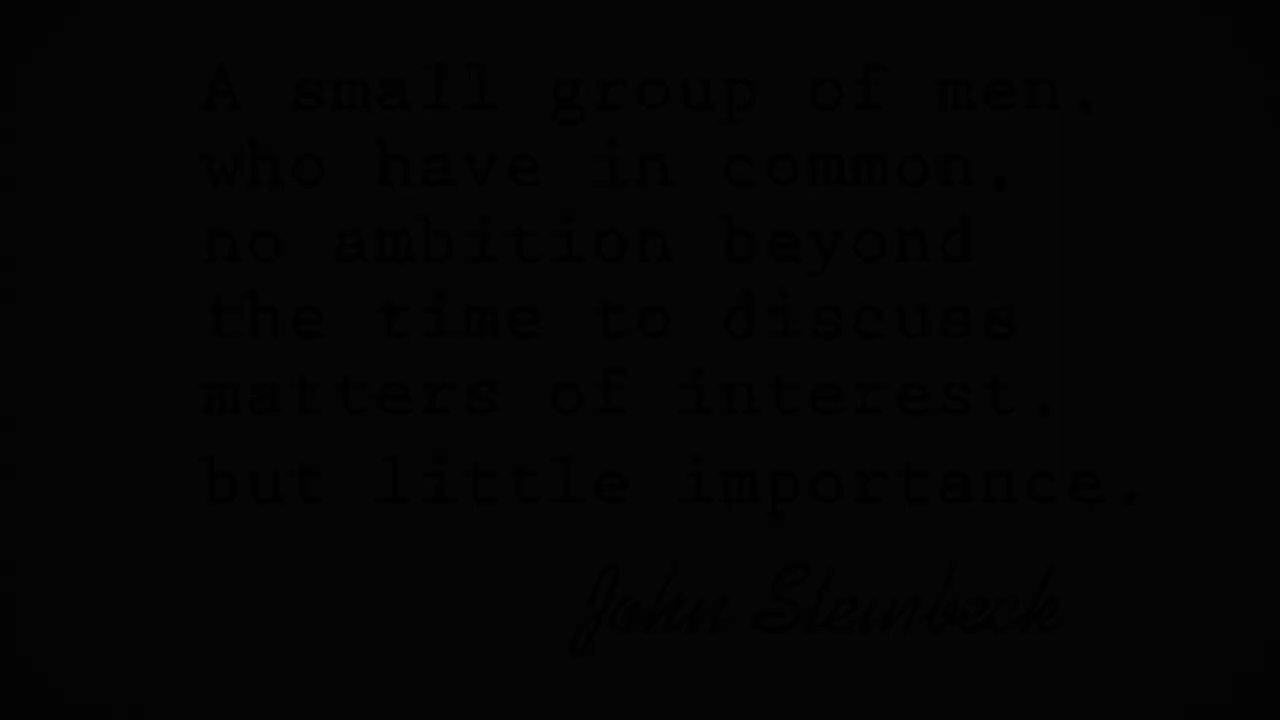 A small group of men.
who have in common.
no ambition beyond
the time to discuss
matters of interest.
but little importance.
John Steinbeck